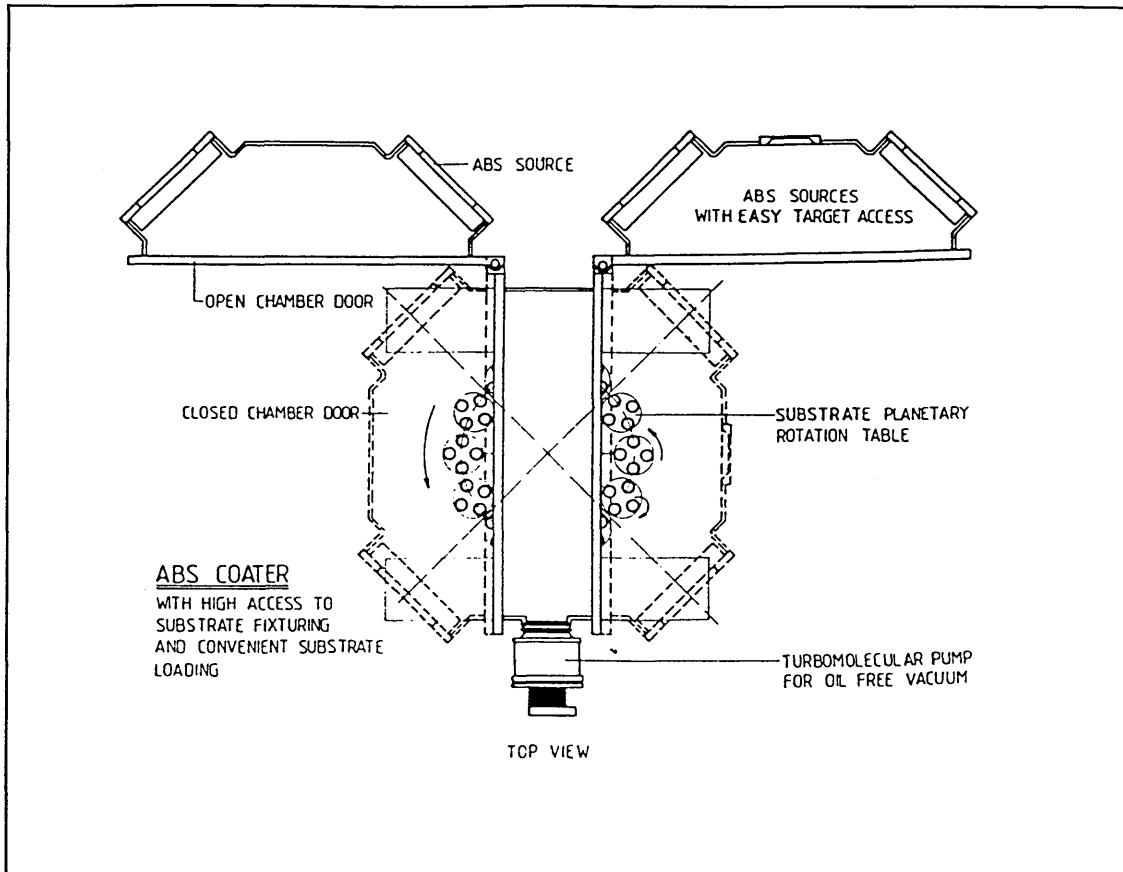 ABS SOURCE
ABS SOURCES
WITH EASY TARGET ACCESS
OPEN CHAMBER DOOR
CLOSED CHAMBER DOOR
SUBSTRATE PLANETARY
ROTATION TABLE
ABS COATER
WITH HIGH ACCESS TO
SUBSTRATE FIXTURING
AND CONVENIENT SUBSTRATE
LOADING
TURBOMOLECULAR PUMP
FOR OIL FREE VACUUM
TOP VIEW